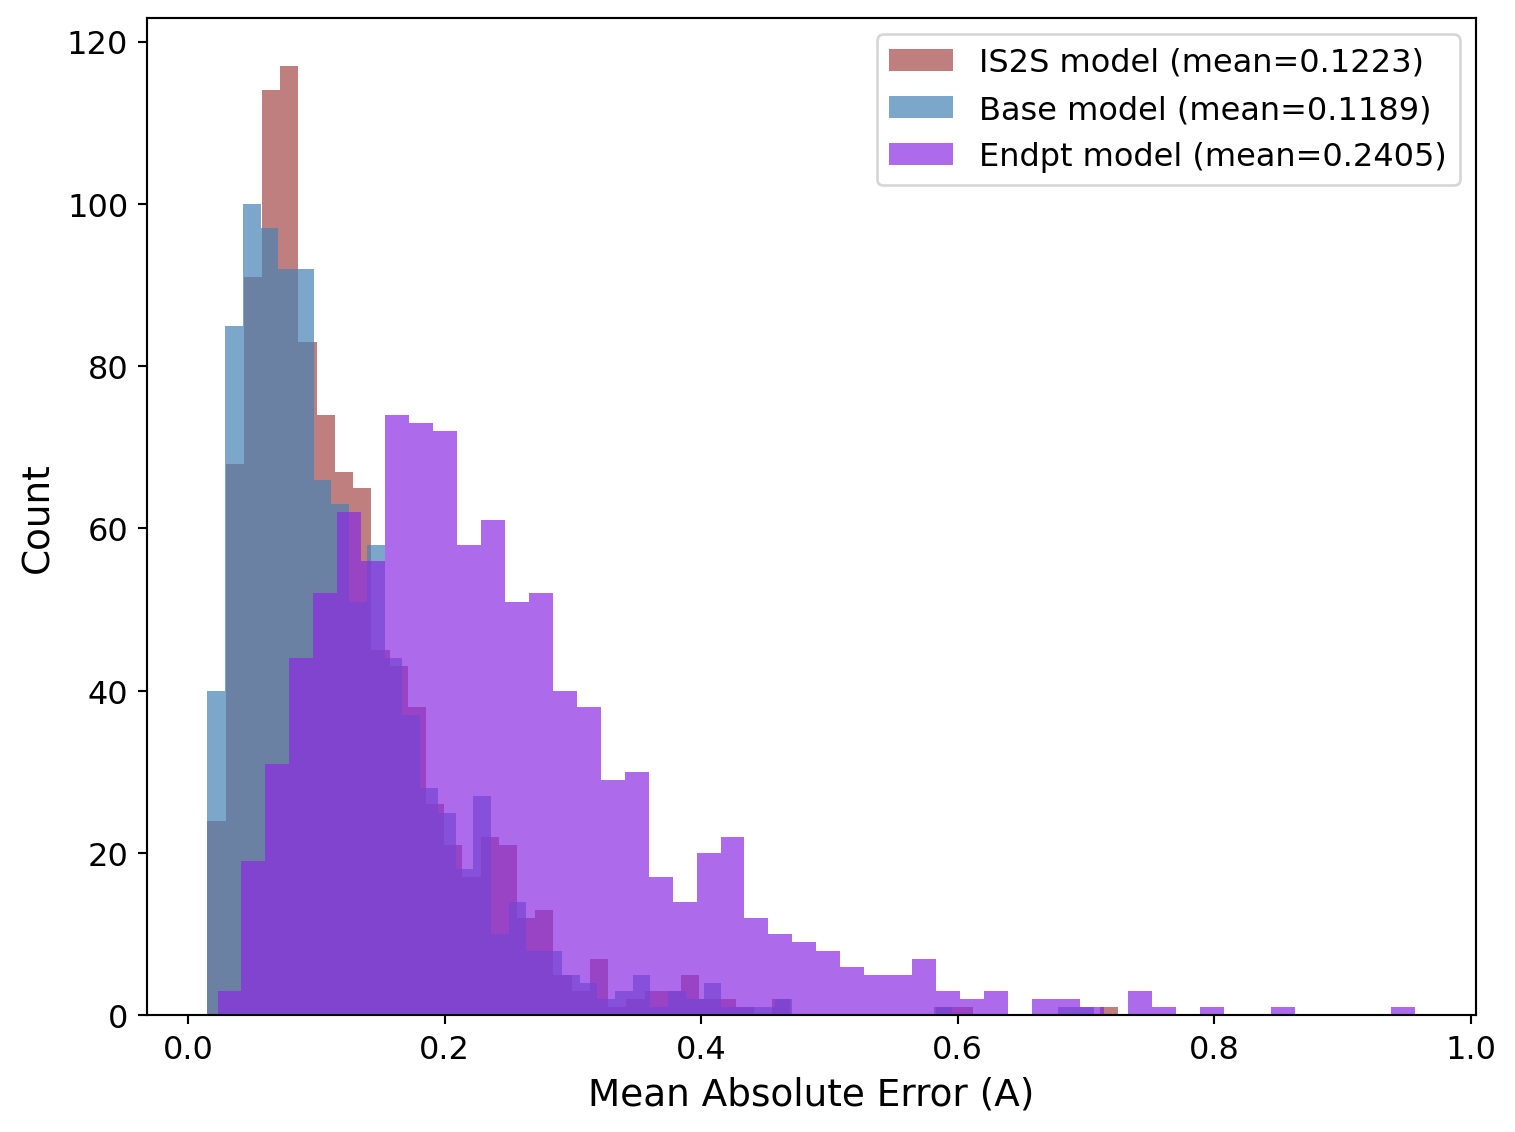 IS2S model (mean=0.1223)
Base model (mean=0.1189)
Endpt model (mean=0.2405)
120
100
80
60
40
20
0
Count
0.0 0.2 0.4 0.6 0.8 1.0
Mean Absolute Error (A)